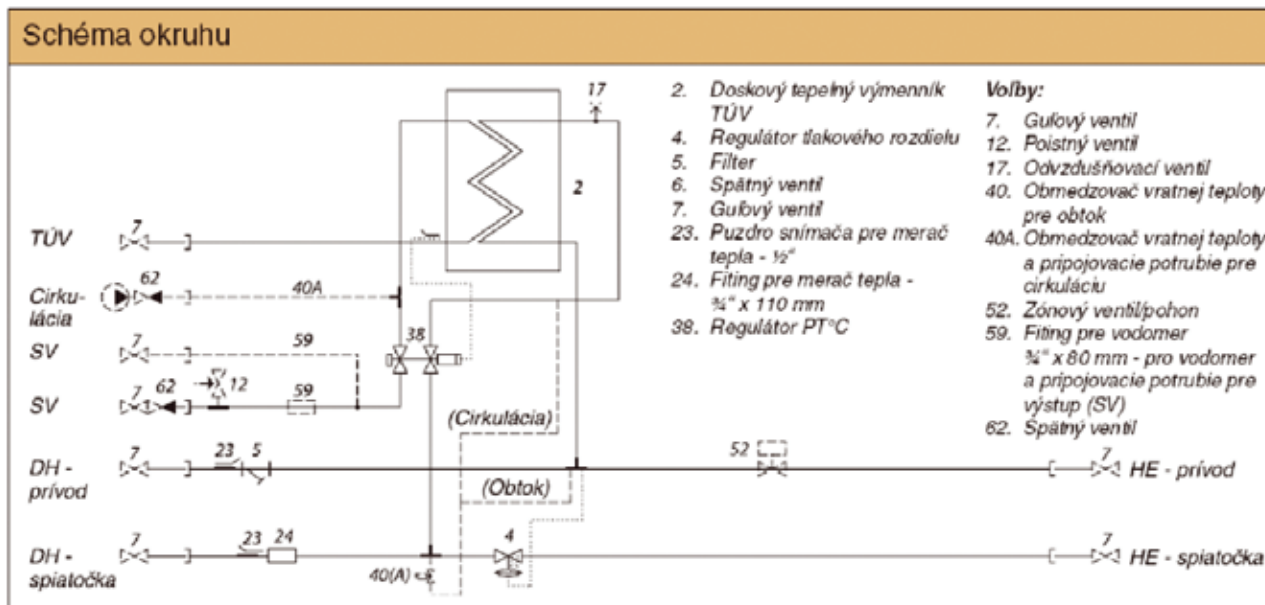 Schéma okruhu
17
2
7
TÚV
62
40A
Cirku-
lácia
38
7
59
SV
7
62
12
59
SV
(Cirkulácia)
7
23
5
52
7
DH -
prívod
HE - prívod
(Obtok)
7
23
24
4
7
DH -
spiatočka
HE - spiatočka
40(A)
2. Doskový tepelný výmenník
TÚV
4. Regulátor tlakového rozdielu
5. Filter
6. Spätný ventil
7. Guľový ventil
23. Puzdro snímača pre merač
tepla - ½“
24. Fiting pre merač tepla -
¾“ x 110 mm
38. Regulátor PT°C
Voľby:
7. Guľový ventil
12. Poistný ventil
17. Odvzdušňovací ventil
40. Obmedzovač vratnej teploty
pre obtok
40A. Obmedzovač vratnej teploty
a pripojovacie potrubie pre
cirkuláciu
52. Zónový ventil/pohon
59. Fiting pre vodomer
¾“ x 80 mm - pro vodomer
a pripojovacie potrubie pre
výstup (SV)
62. Spätný ventil